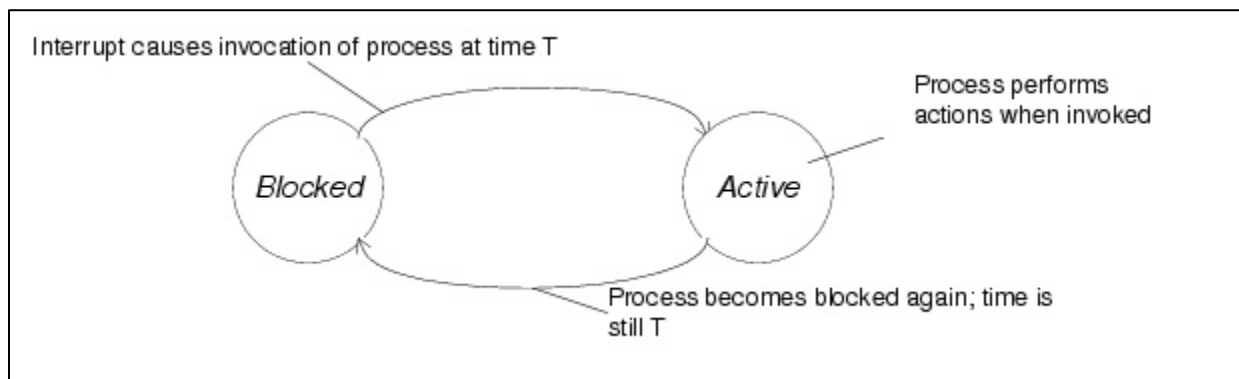 Interrupt causes invocation of process at time T
Process performs
actions when invoked
Blocked
Active
Process becomes blocked again; time is
still T